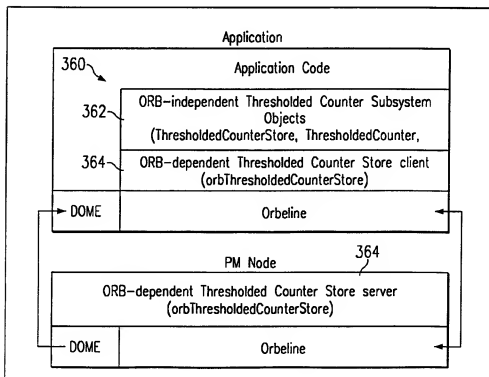 Application
360
Application Code
362
ORB-independent Thresholded Counter Subsystem
Objects
(ThresholdedCounterStore, ThresholdedCounter,
364
ORB-dependent Thresholded Counter Store client
(orbThresholdedCounterStore)
DOME
Orbeline
PM Node
364
ORB-dependent Thresholded Counter Store server
(orbThresholdedCounterStore)
DOME
Orbeline